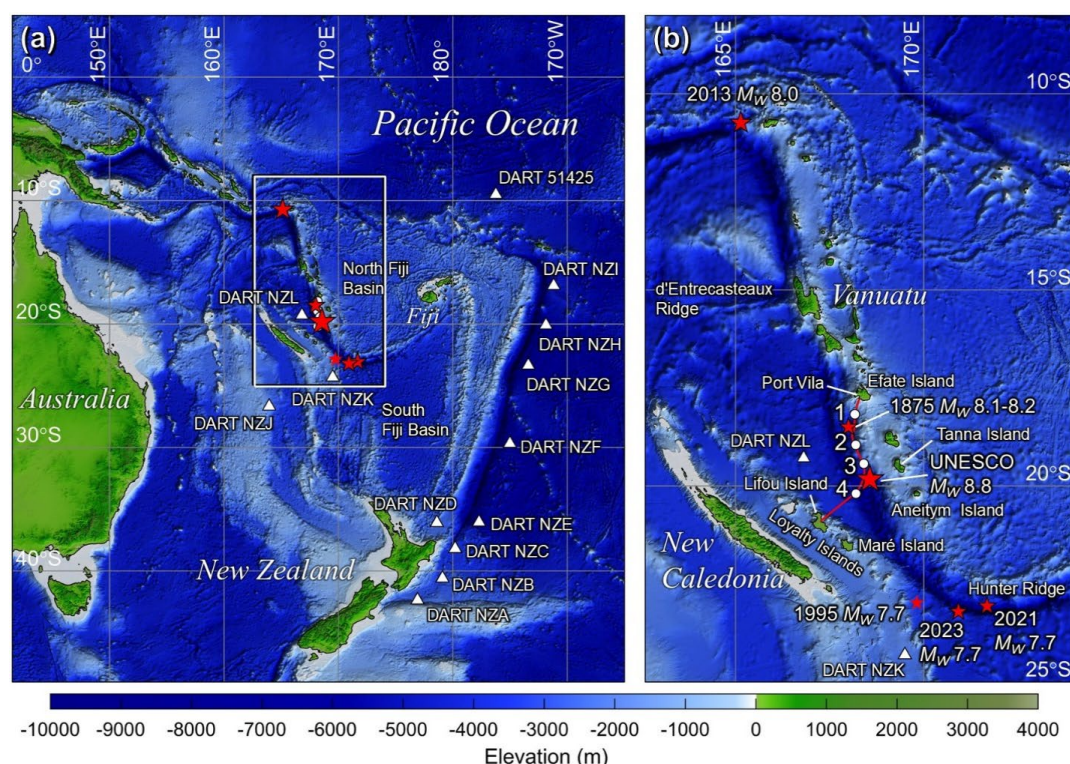 (a)
150°E
160°E
170°E
180°
170°W
0°
Pacific Ocean
DART 51425
10°S
North Fiji
Basin
DART NZI
DART NZL
20°S
Fiji
DART NZH
DART NZG
Australia
DART NZK
DART NZJ
South
Fiji Basin
30°S
DART NZF
DART NZD
DART NZE
DART NZC
40°S
New Zealand
DART NZB
DART NZA
(b)
165°E
170°E
10°S
2013 MW 8.0
15°S
d'Entrecasteaux
Ridge
Vanuatu
Port Vila
Efate Island
1
1875 MW 8.1-8.2
2
DART NZL
Tanna Island
3
UNESCO
MW 8.8
20°S
4
Lifou Island
Aneitym Island
Loyalty Islands
Maré Island
New
Caledonia
Hunter Ridge
1995 MW 7.7
2021
MW 7.7
2023
MW 7.7
DART NZK
25°S
-10000 -9000 -8000 -7000 -6000 -5000 -4000 -3000 -2000 -1000 0 1000 2000 3000 4000
Elevation (m)